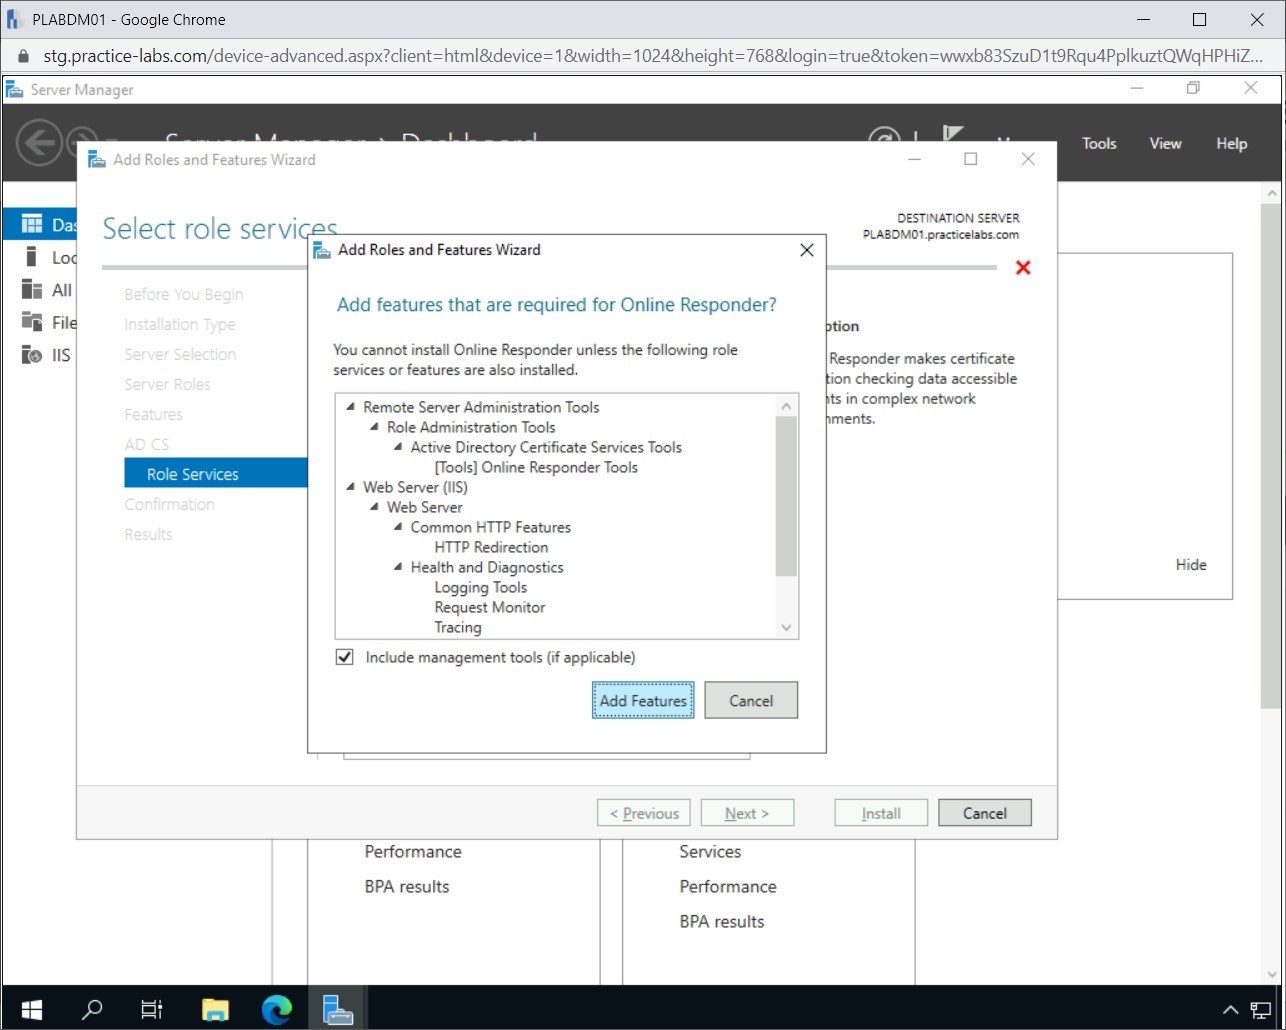 PLABDM01 - Google Chrome
stg.practice-labs.com/device-advanced.aspx?client=html&device=1&width=1024&height=768&login=true&token=wwxb83SzuD1t9Rqu4PplkuztQWqHPHiZ...
Server Manager
Server Manager › Dashboard
Tools View Help
Add Roles and Features Wizard
Select role services
DESTINATION SERVER
PLABDM01.practicelabs.com
Before You Begin
Installation Type
Server Selection
Server Roles
Features
AD CS
Role Services
Confirmation
Results
Das
Loc
All
File
IIS
Add Roles and Features Wizard
Add features that are required for Online Responder?
You cannot install Online Responder unless the following role
services or features are also installed.
Remote Server Administration Tools
Role Administration Tools
Active Directory Certificate Services Tools
[Tools] Online Responder Tools
Web Server (IIS)
Web Server
Common HTTP Features
HTTP Redirection
Health and Diagnostics
Logging Tools
Request Monitor
Tracing
Include management tools (if applicable)
Add Features Cancel
ption
Responder makes certificate
tion checking data accessible
nts in complex network
nments.
Hide
< Previous Next > Install Cancel
Performance
BPA results
Services
Performance
BPA results